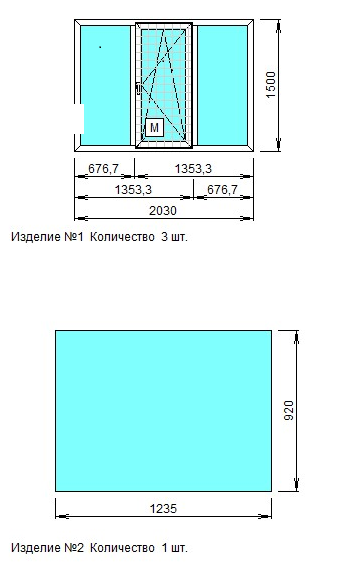 1500
M
676,7 1353,3
1353,3 676,7
2030
Изделие №1 Количество 3 шт.
920
1235
Изделие №2 Количество 1 шт.